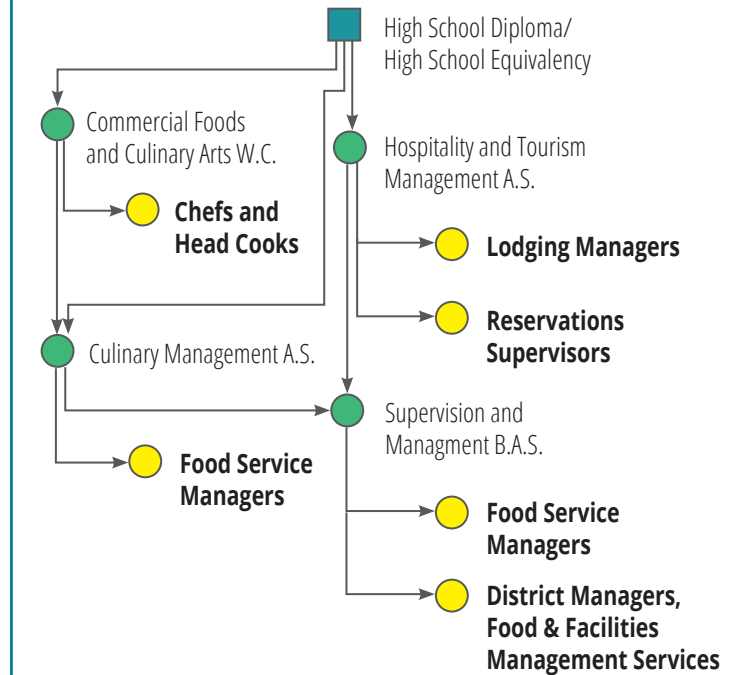 High School Diploma/
High School Equivalency
Commercial Foods
and Culinary Arts W.C.
Hospitality and Tourism
Management A.S.
Chefs and
Head Cooks
Lodging Managers
Reservations
Supervisors
Culinary Management A.S.
Supervision and
Managment B.A.S.
Food Service
Managers
Food Service
Managers
District Managers,
Food & Facilities
Management Services